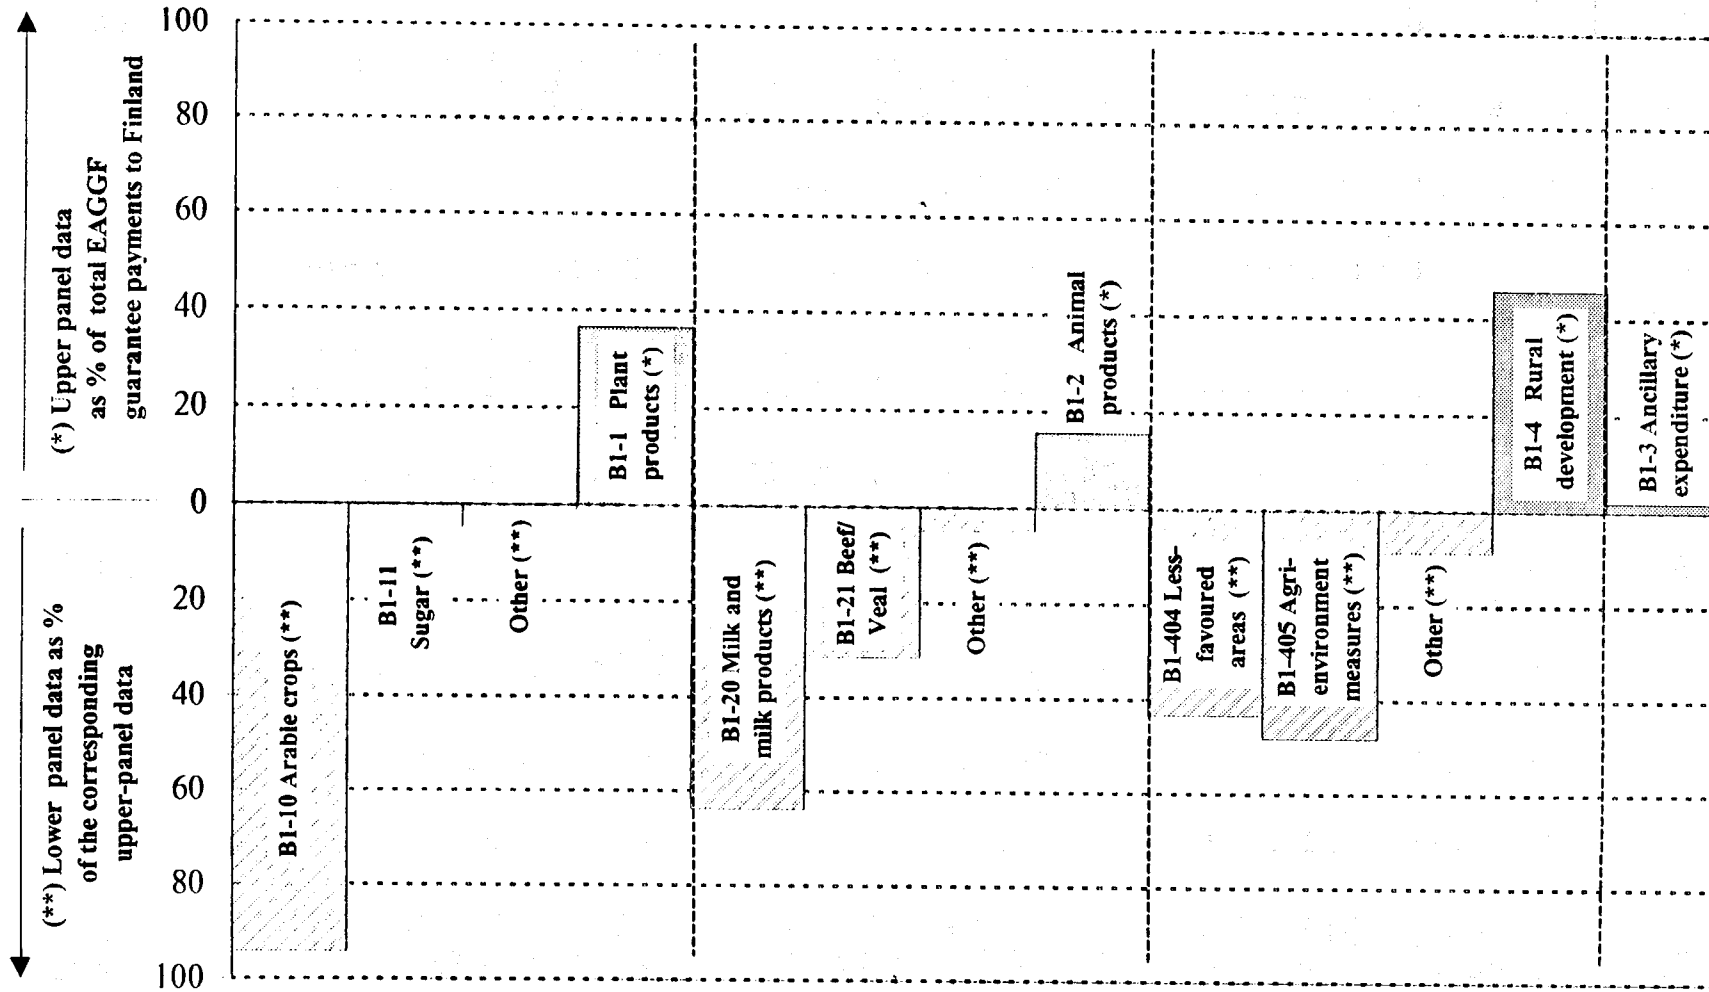 (*) Upper panel data
as % of total EAGGF
guarantee payments to Finland
(**) Lower panel data as %
of the corresponding
upper-panel data
100
80
60
40
20
0
20
40
60
80
100
B1-10 Arable crops (**)
B1-11
Sugar (**)
Other (**)
B1-1 Plant
products (*)
B1-20 Milk and
milk products (**)
B1-21 Beef/
Veal (**)
Other (**)
B1-2 Animal
products (*)
B1-404 Less-
favoured
areas (**)
B1-405 Agri-
environment
measures (**)
Other (**)
B1-4 Rural
development (*)
B1-3 Ancillary
expenditure (*)